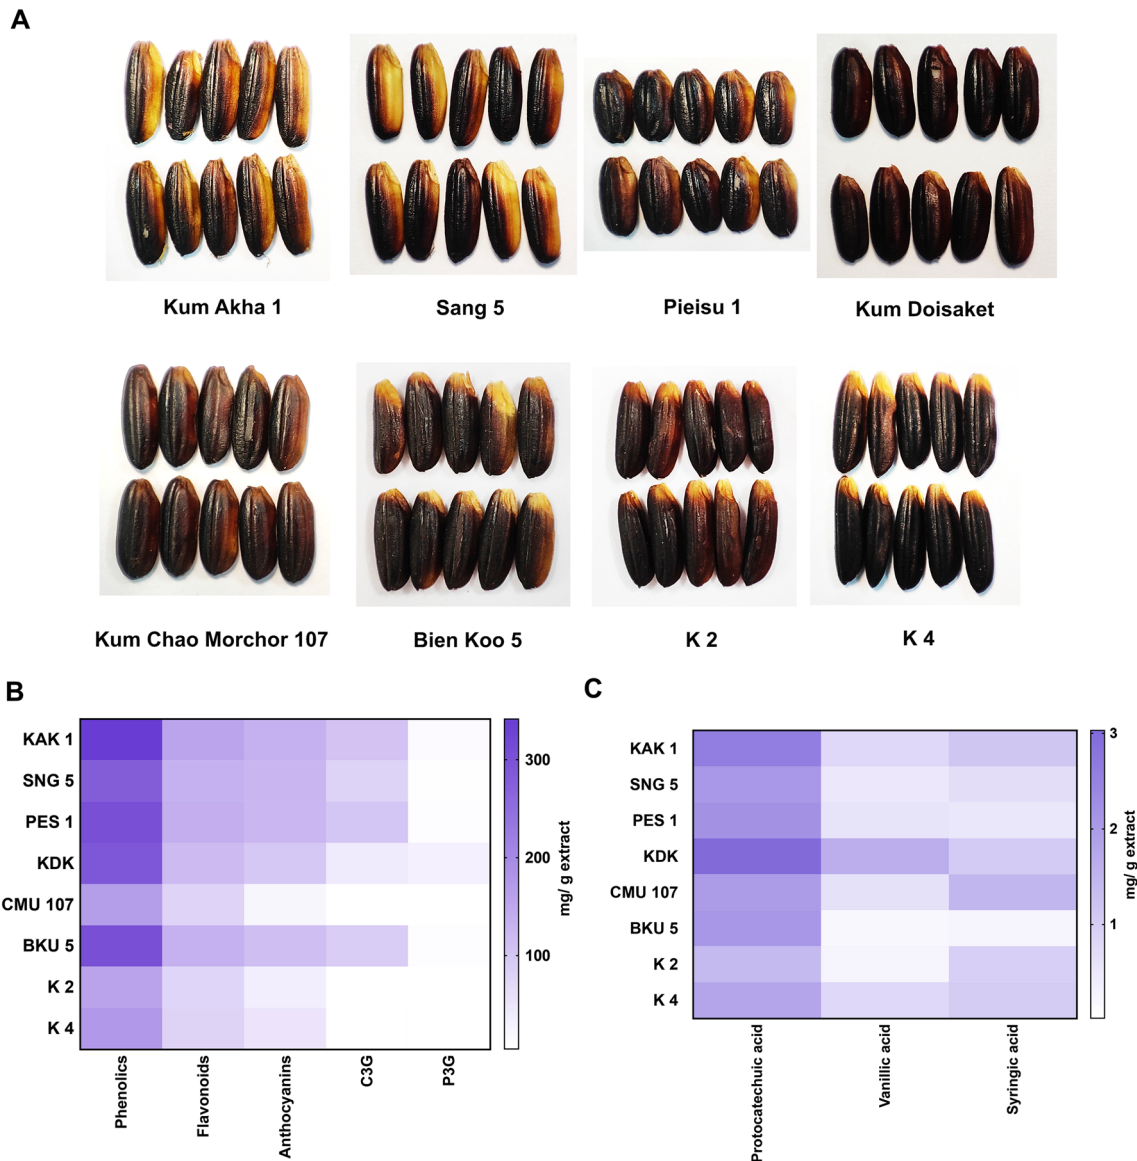 A
Kum Akha 1
Sang 5
Pieisu 1
Kum Doisaket
Kum Chao Morchor 107
Bien Koo 5
K 2
K 4
B
KAK 1
SNG 5
PES 1
KDK
CMU 107
BKU 5
K 2
K 4
Phenolics
Flavonoids
Anthocyanins
C3G
P3G
300
200
100
mg/ g extract
C
KAK 1
SNG 5
PES 1
KDK
CMU 107
BKU 5
K 2
K 4
Protocatechuic acid
Vanillic acid
Syringic acid
3
2
1
mg/ g extract